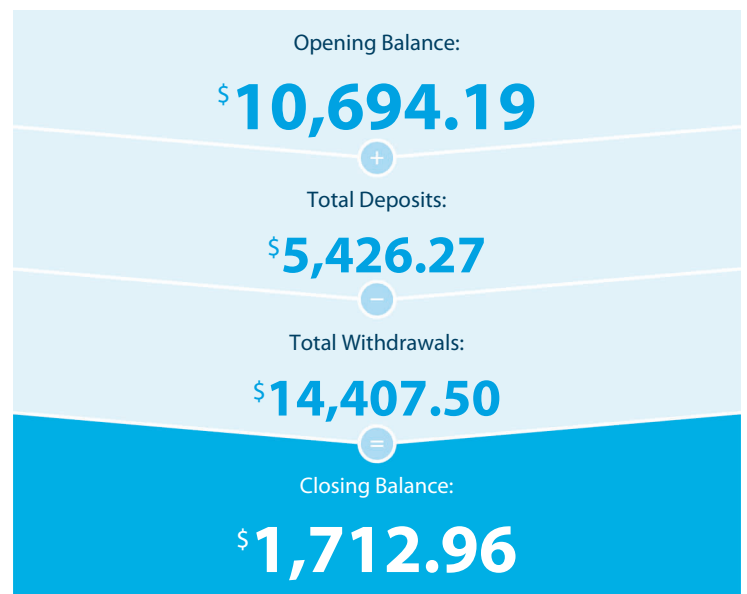 Opening Balance:
$10,694.19
+
Total Deposits:
$5,426.27
−
Total Withdrawals:
$14,407.50
=
Closing Balance:
$1,712.96